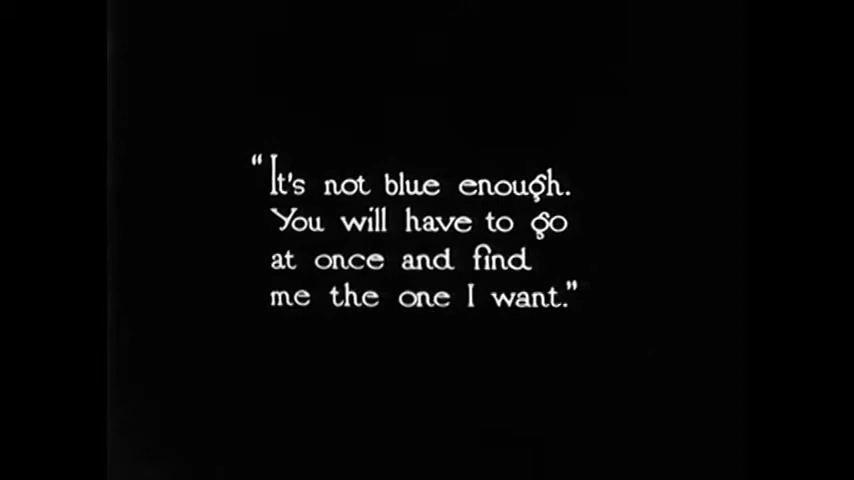 "It's not blue enough.
You will have to go
at once and find
me the one I want."